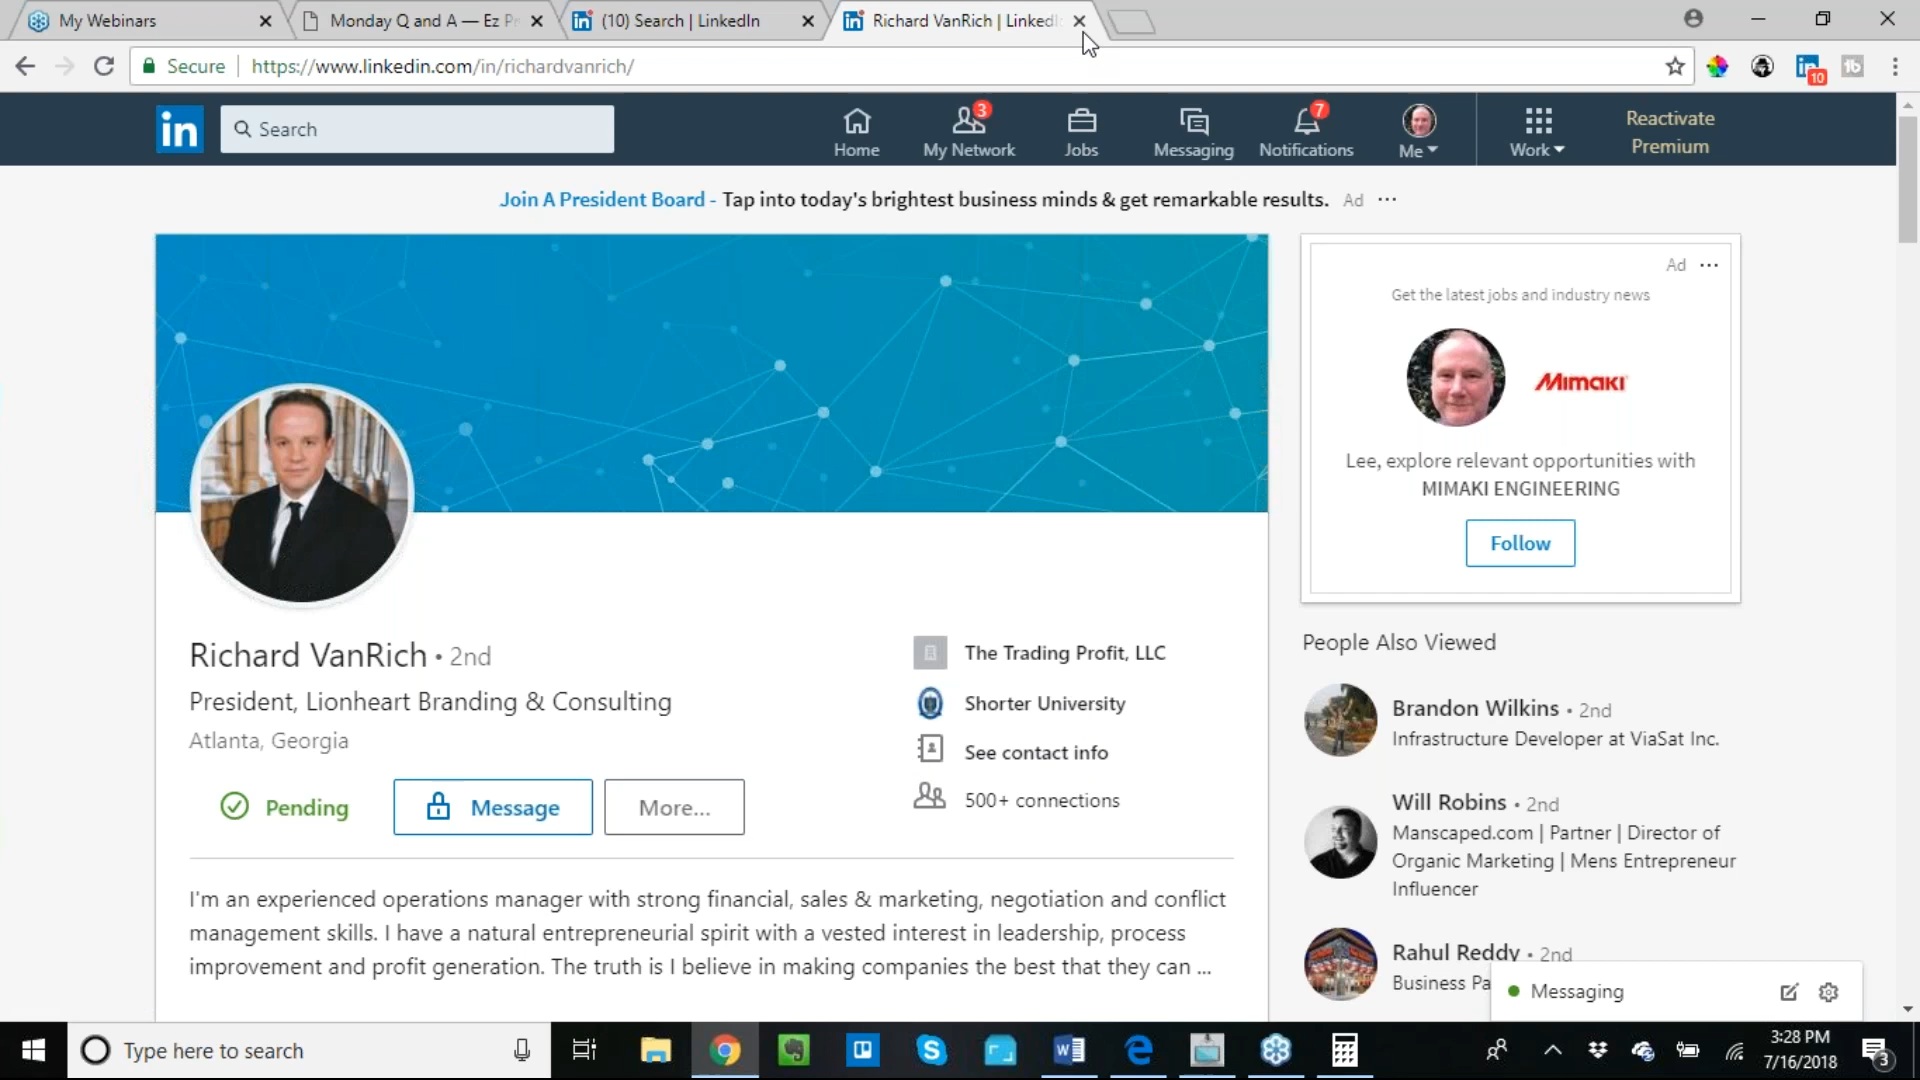 My Webinars
Monday Q and A — Ez Pr
(10) Search | LinkedIn
Richard VanRich | LinkedI
Secure
https://www.linkedin.com/in/richardvanrich/
10
in
Search
Home
3
My Network
Jobs
Messaging
7
Notifications
Me
Work
Reactivate
Premium
Join A President Board - Tap into today's brightest business minds & get remarkable results. Ad ···
Ad ···
Get the latest jobs and industry news
Mimaki
Lee, explore relevant opportunities with
MIMAKI ENGINEERING
Follow
Richard VanRich • 2nd
President, Lionheart Branding & Consulting
Atlanta, Georgia
Pending
Message
More...
The Trading Profit, LLC
Shorter University
See contact info
500+ connections
I'm an experienced operations manager with strong financial, sales & marketing, negotiation and conflict
management skills. I have a natural entrepreneurial spirit with a vested interest in leadership, process
improvement and profit generation. The truth is I believe in making companies the best that they can ...
People Also Viewed
Brandon Wilkins • 2nd
Infrastructure Developer at ViaSat Inc.
Will Robins • 2nd
Manscaped.com | Partner | Director of
Organic Marketing | Mens Entrepreneur
Influencer
Rahul Reddy • 2nd
Business Pa
Messaging
Type here to search
3:28 PM
7/16/2018
3